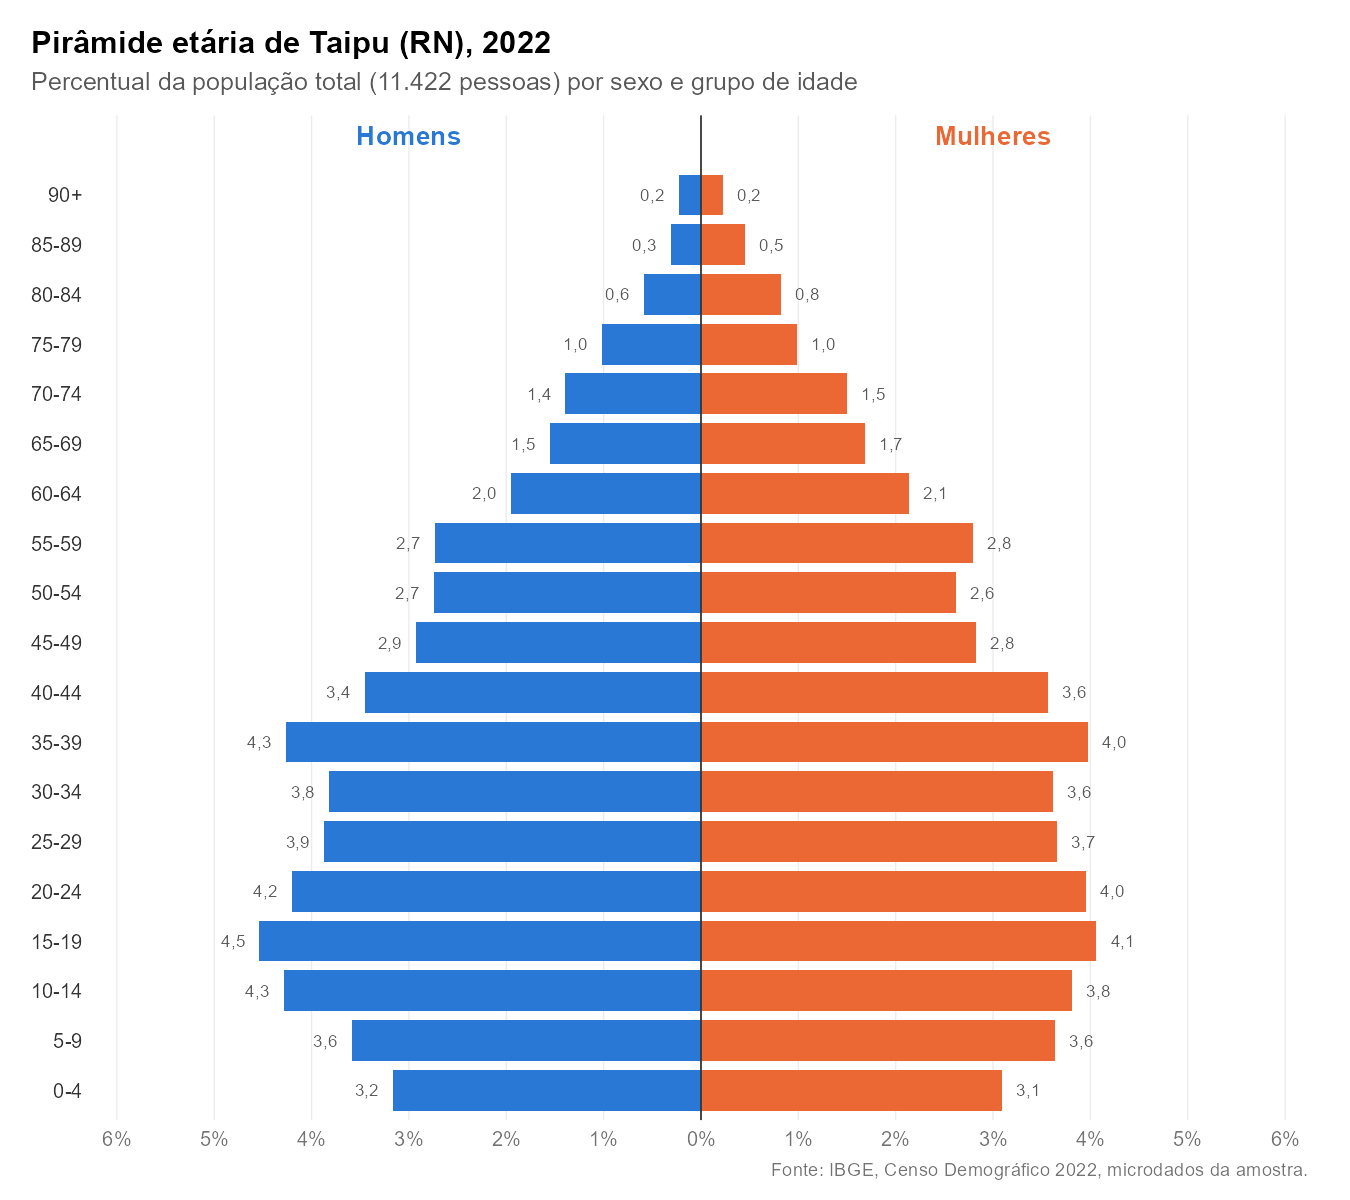 Pirâmide etária de Taipu (RN), 2022
Percentual da população total (11.422 pessoas) por sexo e grupo de idade
Homens Mulheres
90+ 0,2 0,2
85-89 0,3 0,5
80-84 0,6 0,8
75-79 1,0 1,0
70-74 1,4 1,5
65-69 1,5 1,7
60-64 2,0 2,1
55-59 2,7 2,8
50-54 2,7 2,6
45-49 2,9 2,8
40-44 3,4 3,6
35-39 4,3 4,0
30-34 3,8 3,6
25-29 3,9 3,7
20-24 4,2 4,0
15-19 4,5 4,1
10-14 4,3 3,8
5-9 3,6 3,6
0-4 3,2 3,1
6% 5% 4% 3% 2% 1% 0% 1% 2% 3% 4% 5% 6%
Fonte: IBGE, Censo Demográfico 2022, microdados da amostra.